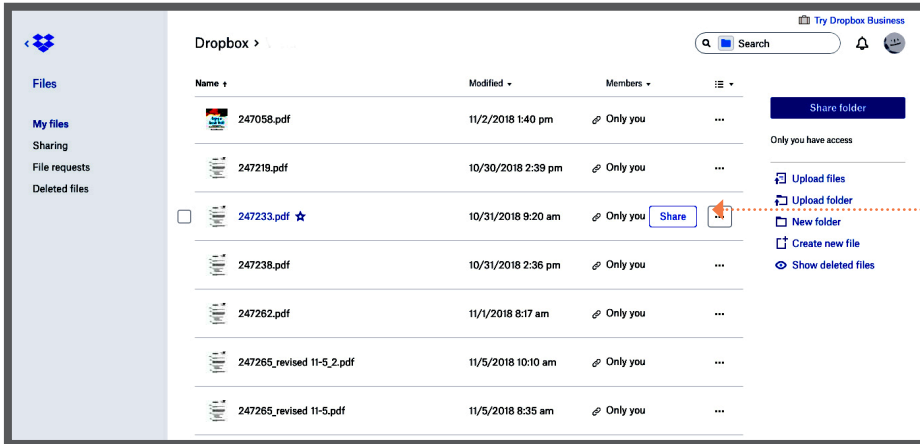 Try Dropbox Business
Dropbox >
Search
Files
My files
Sharing
File requests
Deleted files
Name Modified Members
247058.pdf 11/2/2018 1:40 pm Only you
247219.pdf 10/30/2018 2:39 pm Only you
247233.pdf 10/31/2018 9:20 am Only you Share
247238.pdf 10/31/2018 2:36 pm Only you
247262.pdf 11/1/2018 8:17 am Only you
247265_revised 11-5_2.pdf 11/5/2018 10:10 am Only you
247265_revised 11-5.pdf 11/5/2018 8:35 am Only you
Share folder
Only you have access
Upload files
Upload folder
New folder
Create new file
Show deleted files